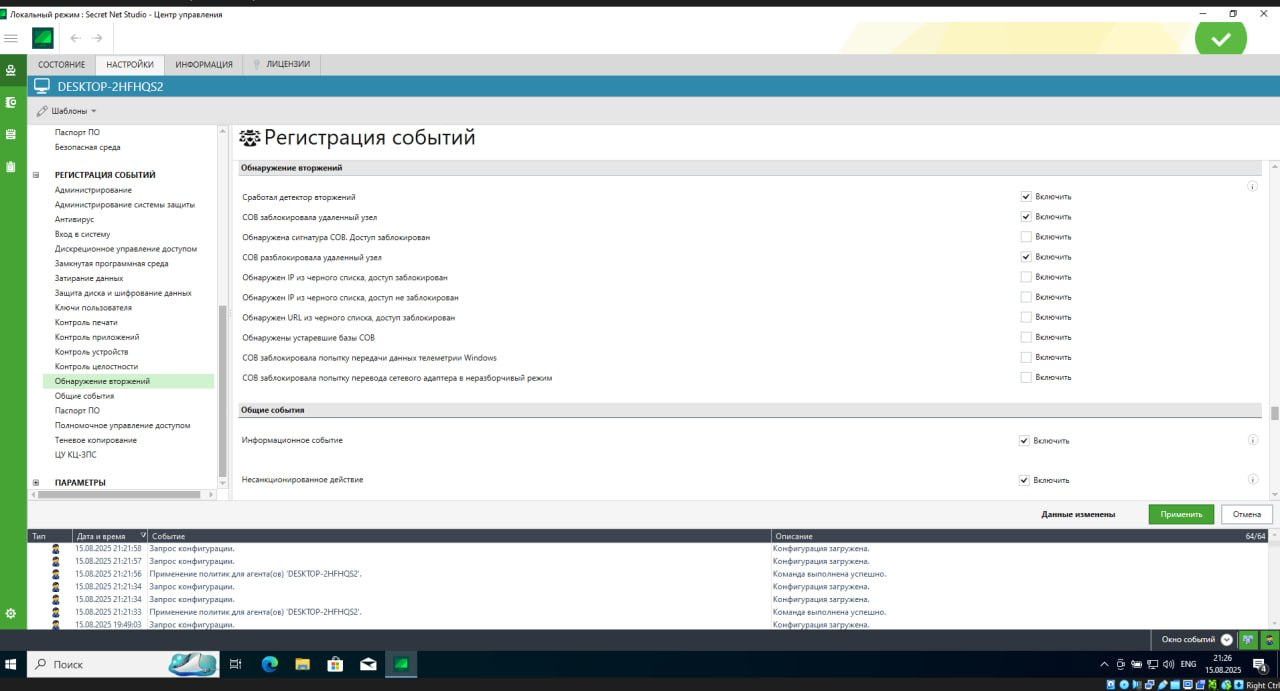 Локальный режим : Secret Net Studio - Центр управления
СОСТОЯНИЕ НАСТРОЙКИ ИНФОРМАЦИЯ ЛИЦЕНЗИИ
DESKTOP-2HFHQS2
Шаблоны
Паспорт ПО
Безопасная среда
РЕГИСТРАЦИЯ СОБЫТИЙ
Администрирование
Администрирование системы защиты
Антивирус
Вход в систему
Дискреционное управление доступом
Замкнутая программная среда
Затирание данных
Защита диска и шифрование данных
Ключи пользователя
Контроль печати
Контроль приложений
Контроль устройств
Контроль целостности
Обнаружение вторжений
Общие события
Паспорт ПО
Полномочное управление доступом
Теневое копирование
ЦУ КЦ-ЗПС
ПАРАМЕТРЫ
Регистрация событий
Обнаружение вторжений
Сработал детектор вторжений Включить
СОВ заблокировала удаленный узел Включить
Обнаружена сигнатура СОВ. Доступ заблокирован Включить
СОВ разблокировала удаленный узел Включить
Обнаружен IP из черного списка, доступ заблокирован Включить
Обнаружен IP из черного списка, доступ не заблокирован Включить
Обнаружен URL из черного списка, доступ заблокирован Включить
Обнаружены устаревшие базы СОВ Включить
СОВ заблокировала попытку передачи данных телеметрии Windows Включить
СОВ заблокировала попытку перевода сетевого адаптера в неразборчивый режим Включить
Общие события
Информационное событие Включить
Несанкционированное действие Включить
Данные изменены Применить Отмена
Тип Дата и время Событие Описание 64/64
15.08.2025 21:21:58 Запрос конфигурации. Конфигурация загружена.
15.08.2025 21:21:57 Запрос конфигурации. Конфигурация загружена.
15.08.2025 21:21:56 Применение политик для агента(ов) 'DESKTOP-2HFHQS2'. Команда выполнена успешно.
15.08.2025 21:21:34 Запрос конфигурации. Конфигурация загружена.
15.08.2025 21:21:34 Запрос конфигурации. Конфигурация загружена.
15.08.2025 21:21:33 Применение политик для агента(ов) 'DESKTOP-2HFHQS2'. Команда выполнена успешно.
15.08.2025 19:49:03 Запрос конфигурации. Конфигурация загружена.
Окно событий
Поиск
ENG
21:26
15.08.2025
4
Right Ctrl